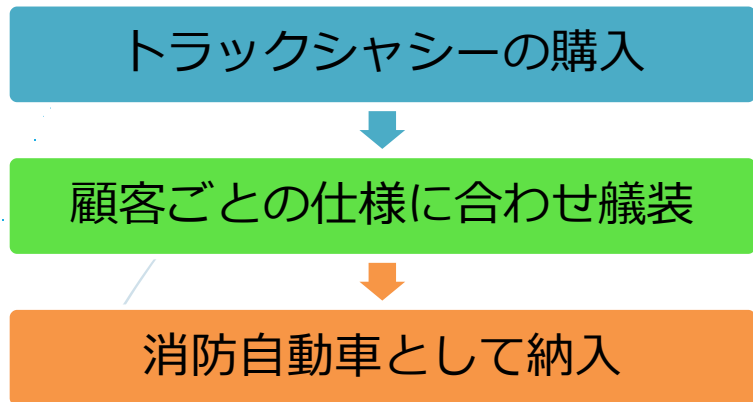 トラックシャシーの購入
顧客ごとの仕様に合わせ艤装
消防自動車として納入